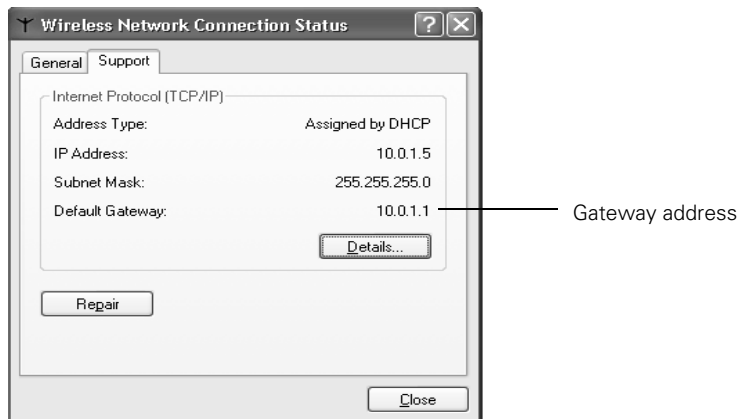 Wireless Network Connection Status
General Support
Internet Protocol (TCP/IP)
Address Type: Assigned by DHCP
IP Address: 10.0.1.5
Subnet Mask: 255.255.255.0
Default Gateway: 10.0.1.1 Gateway address
Details...
Repair
Close